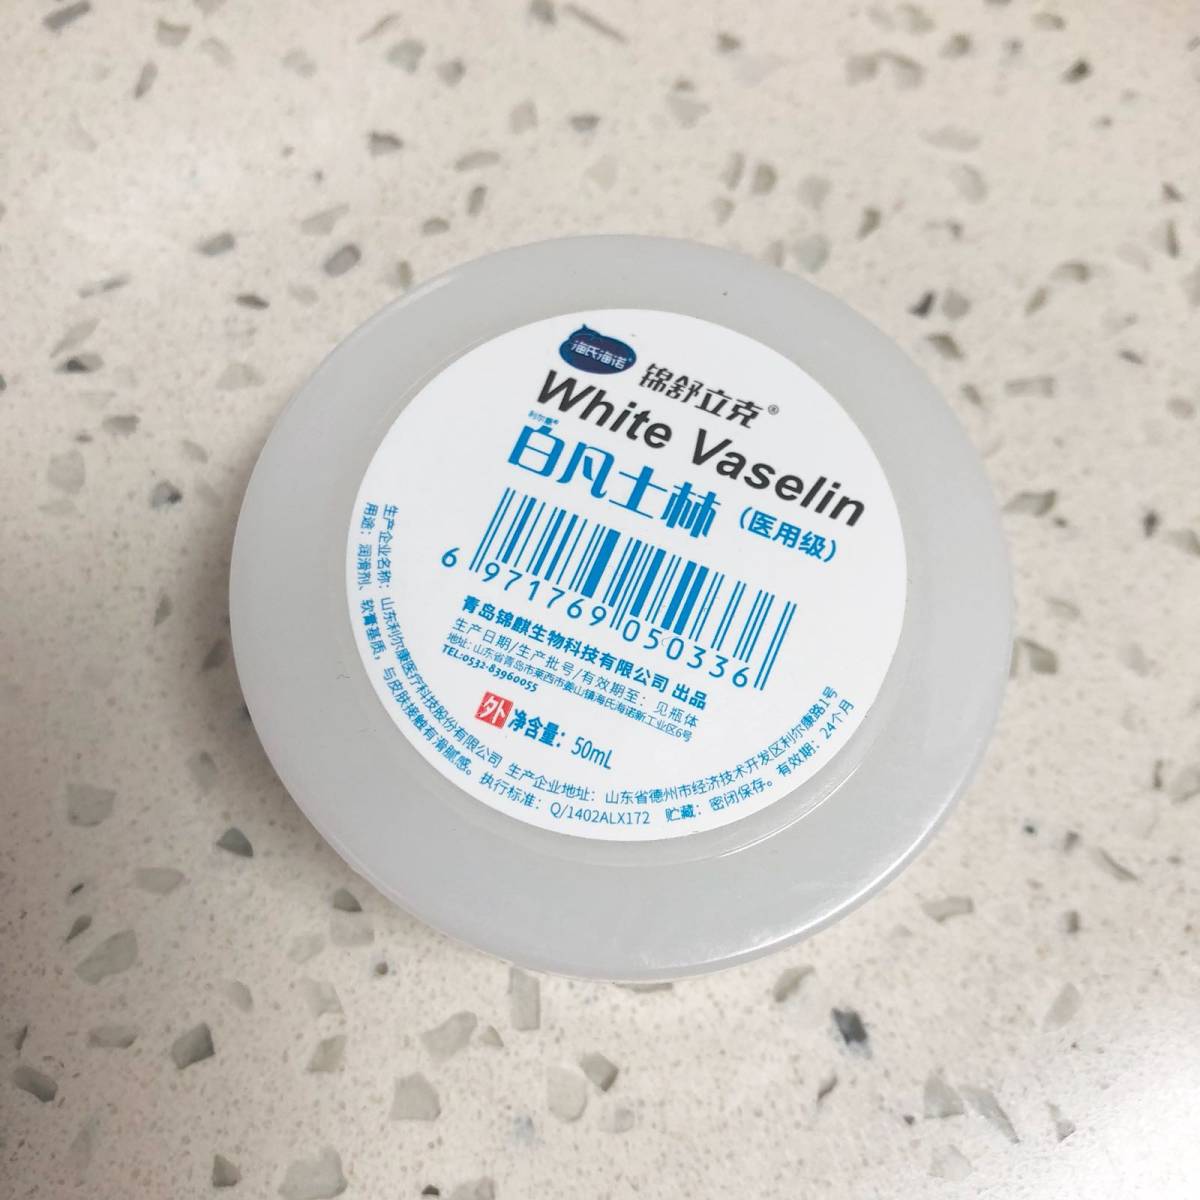 海氏海诺
锦舒立克®
White Vaselin
利尔康®
白凡士林（医用级）
6 971769 050336
青岛锦麒生物科技有限公司 出品
生产日期/生产批号/有效期至：见瓶体
地址：山东省青岛市莱西市姜山镇海氏海诺新工业区6号
TEL:0532-83960055
外 净含量：50mL
生产企业名称：山东利尔康医疗科技股份有限公司 生产企业地址：山东省德州市经济技术开发区利尔康路1号
用途：润滑剂、软膏基质，与皮肤接触有滑腻感。执行标准：Q/1402ALX172 贮藏：密闭保存。有效期：24个月